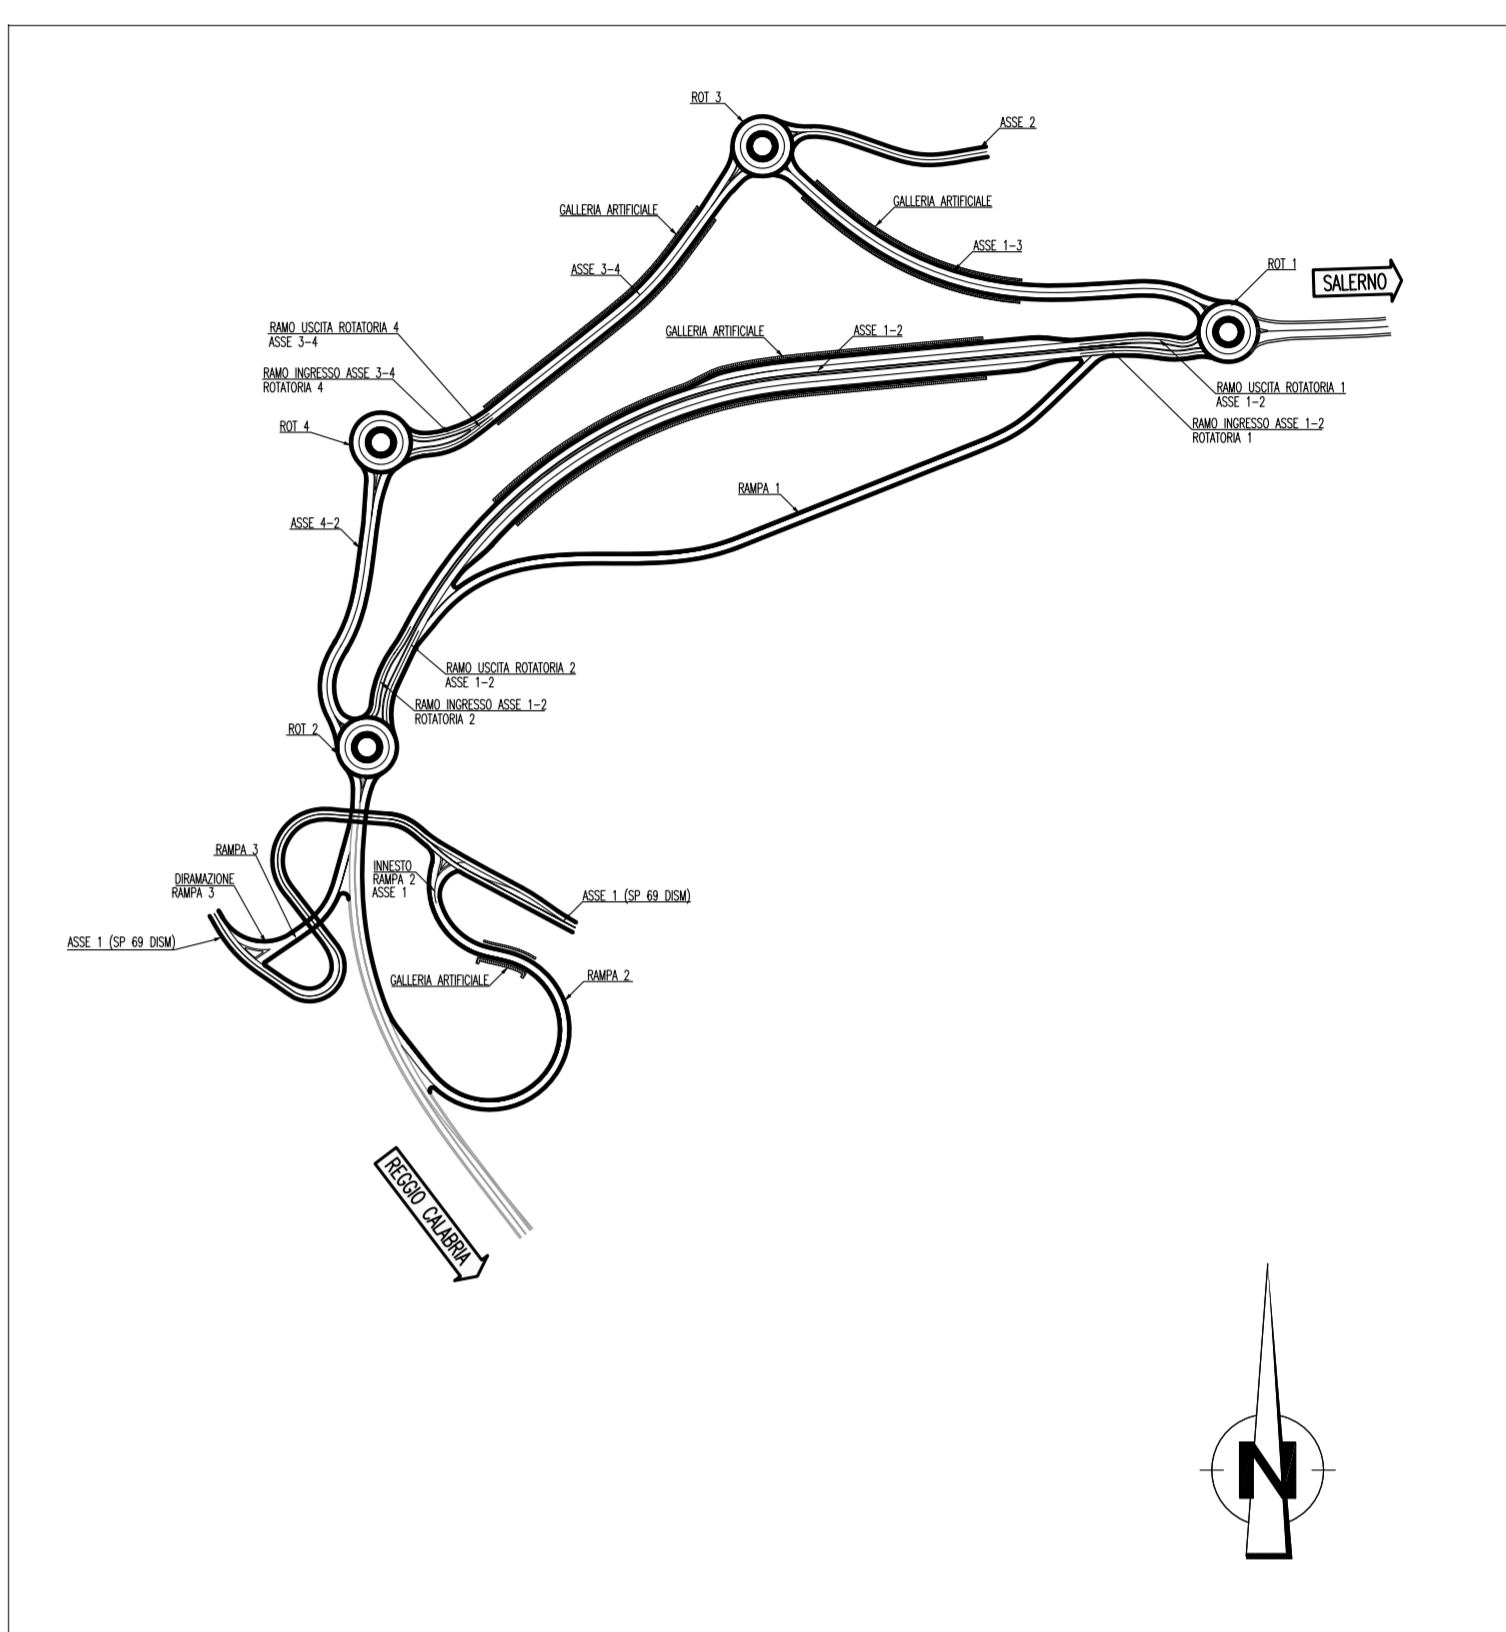 ROT 3
ASSE 2
GALLERIA ARTIFICIALE
GALLERIA ARTIFICIALE
ASSE 1-3
ASSE 3-4
ROT 1
SALERNO
RAMO USCITA ROTATORIA 4
ASSE 3-4
GALLERIA ARTIFICIALE
ASSE 1-2
RAMO INGRESSO ASSE 3-4
ROTATORIA 4
RAMO USCITA ROTATORIA 1
ASSE 1-2
ROT 4
RAMO INGRESSO ASSE 1-2
ROTATORIA 1
RAMPA 1
ASSE 4-2
RAMO USCITA ROTATORIA 2
ASSE 1-2
RAMO INGRESSO ASSE 1-2
ROTATORIA 2
ROT 2
RAMPA 3
DIRAMAZIONE
RAMPA 3
INNESTO
RAMPA 2
ASSE 1
ASSE 1 (SP 69 DISM)
ASSE 1 (SP 69 DISM)
GALLERIA ARTIFICIALE
RAMPA 2
REGGIO CALABRIA
N